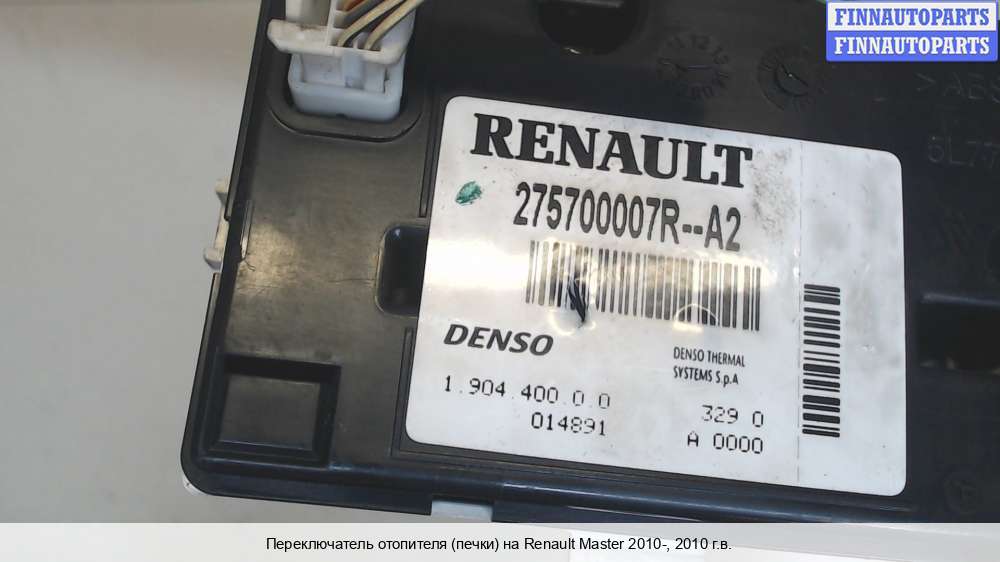 FINNAUTOPARTS
FINNAUTOPARTS
RENAULT
275700007R--A2
DENSO
DENSO THERMAL
SYSTEMS S.p.A
1.904.400.0.0
329 0
014891
A 0000
Переключатель отопителя (печки) на Renault Master 2010-, 2010 г.в.